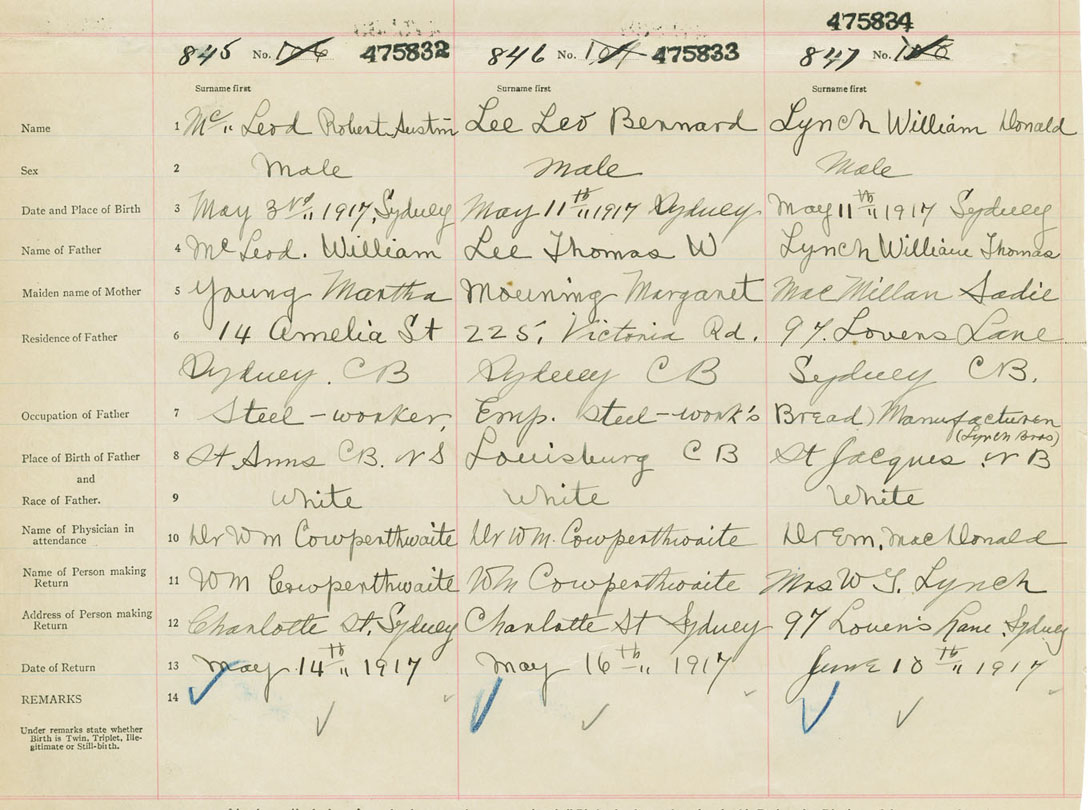 475834
845 No. 475832 846 No. 475833 847 No.
Surname first Surname first Surname first
Name 1 Mc Leod Robert Austin Lee Leo Bernard Lynch William Donald
Sex 2 Male Male Male
Date and Place of Birth 3 May 3rd 1917, Sydney May 11th 1917 Sydney May 11th 1917 Sydney
Name of Father 4 Mc Leod. William Lee Thomas W Lynch William Thomas
Maiden name of Mother 5 Young Martha Margaret MacMillan Sadie
Residence of Father 6 14 Amelia St 225, Victoria Rd. 97. Lovers Lane
Sydney. CB Sydney CB Sydney CB.
Occupation of Father 7 Steel-worker, Emp. Steel-work's Bread) Manufacturer
(Lynch Bros)
Place of Birth of Father 8 St Anns CB. NS Louisburg CB St Jacques. NB
and
Race of Father. 9 White White White
Name of Physician in
attendance 10 Dr Wm Cowperthwaite Dr Wm. Cowperthwaite Dr Em. MacDonald
Name of Person making
Return 11 Wm Cowperthwaite Wm Cowperthwaite Mrs W T. Lynch
Address of Person making
Return 12 Charlotte St, Sydney Charlotte St Sydney 97 Lover's Lane, Sydney
Date of Return 13 May 14th 1917 May 16th 1917 June 10th 1917
REMARKS 14
Under remarks state whether
Birth is Twin, Triplet, Ille-
gitimate or Still-birth.